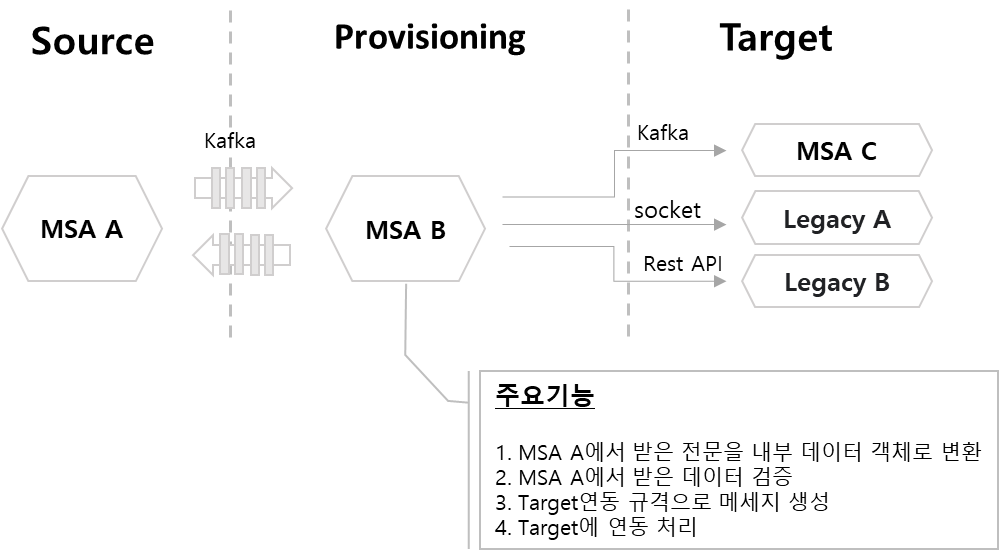 Source
Provisioning
Target
Kafka
Kafka
MSA A
MSA B
MSA C
socket
Legacy A
Rest API
Legacy B
주요기능
1. MSA A에서 받은 전문을 내부 데이터 객체로 변환
2. MSA A에서 받은 데이터 검증
3. Target연동 규격으로 메세지 생성
4. Target에 연동 처리